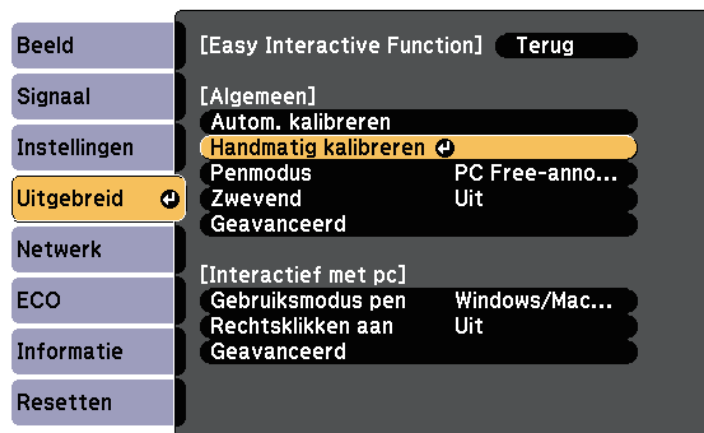 Beeld
Signaal
Instellingen
Uitgebreid
Netwerk
ECO
Informatie
Resetten
[Easy Interactive Function] Terug
[Algemeen]
Autom. kalibreren
Handmatig kalibreren
Penmodus PC Free-anno...
Zwevend Uit
Geavanceerd
[Interactief met pc]
Gebruiksmodus pen Windows/Mac...
Rechtsklikken aan Uit
Geavanceerd